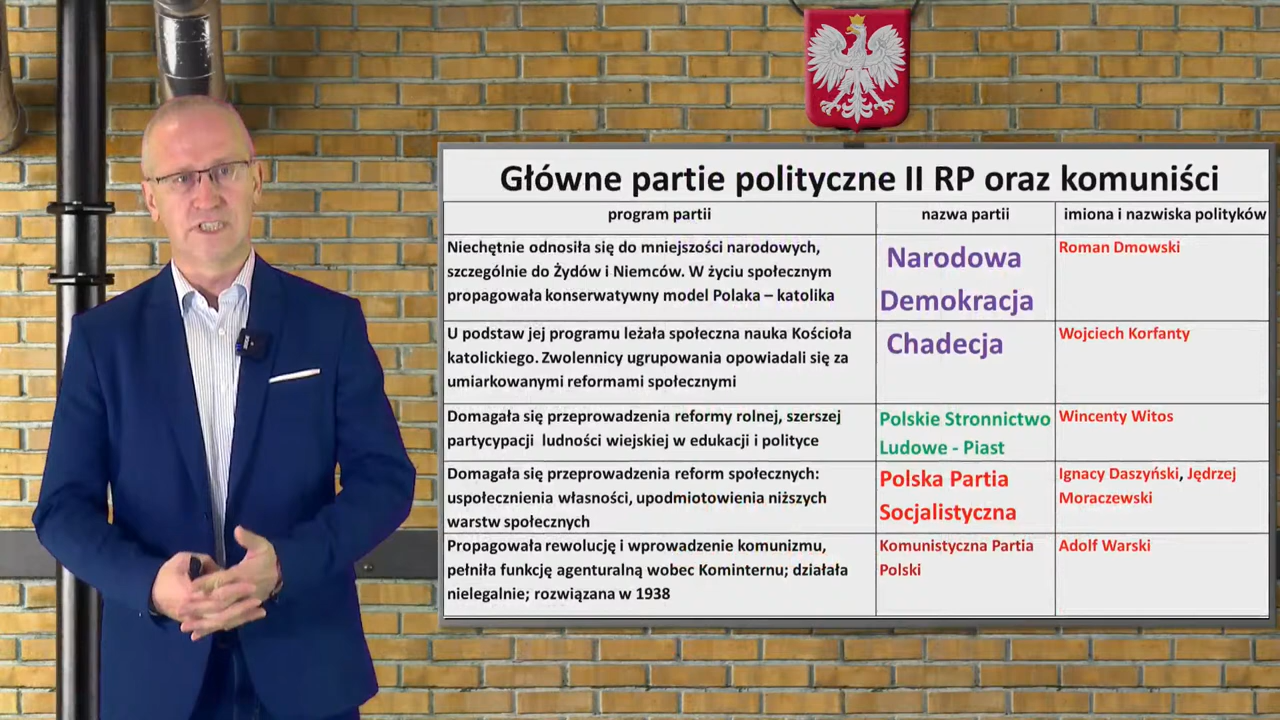 Główne partie polityczne II RP oraz komuniści
program partii
nazwa partii
imiona i nazwiska polityków
Niechętnie odnosiła się do mniejszości narodowych,
szczególnie do Żydów i Niemców. W życiu społecznym
propagowała konserwatywny model Polaka – katolika
Narodowa
Demokracja
Roman Dmowski
U podstaw jej programu leżała społeczna nauka Kościoła
katolickiego. Zwolennicy ugrupowania opowiadali się za
umiarkowanymi reformami społecznymi
Chadecja
Wojciech Korfanty
Domagała się przeprowadzenia reformy rolnej, szerszej
partycypacji ludności wiejskiej w edukacji i polityce
Polskie Stronnictwo
Ludowe - Piast
Wincenty Witos
Domagała się przeprowadzenia reform społecznych:
uspołecznienia własności, upodmiotowienia niższych
warstw społecznych
Polska Partia
Socjalistyczna
Ignacy Daszyński, Jędrzej
Moraczewski
Propagowała rewolucję i wprowadzenie komunizmu,
pełniła funkcję agenturalną wobec Kominternu; działała
nielegalnie; rozwiązana w 1938
Komunistyczna Partia
Polski
Adolf Warski